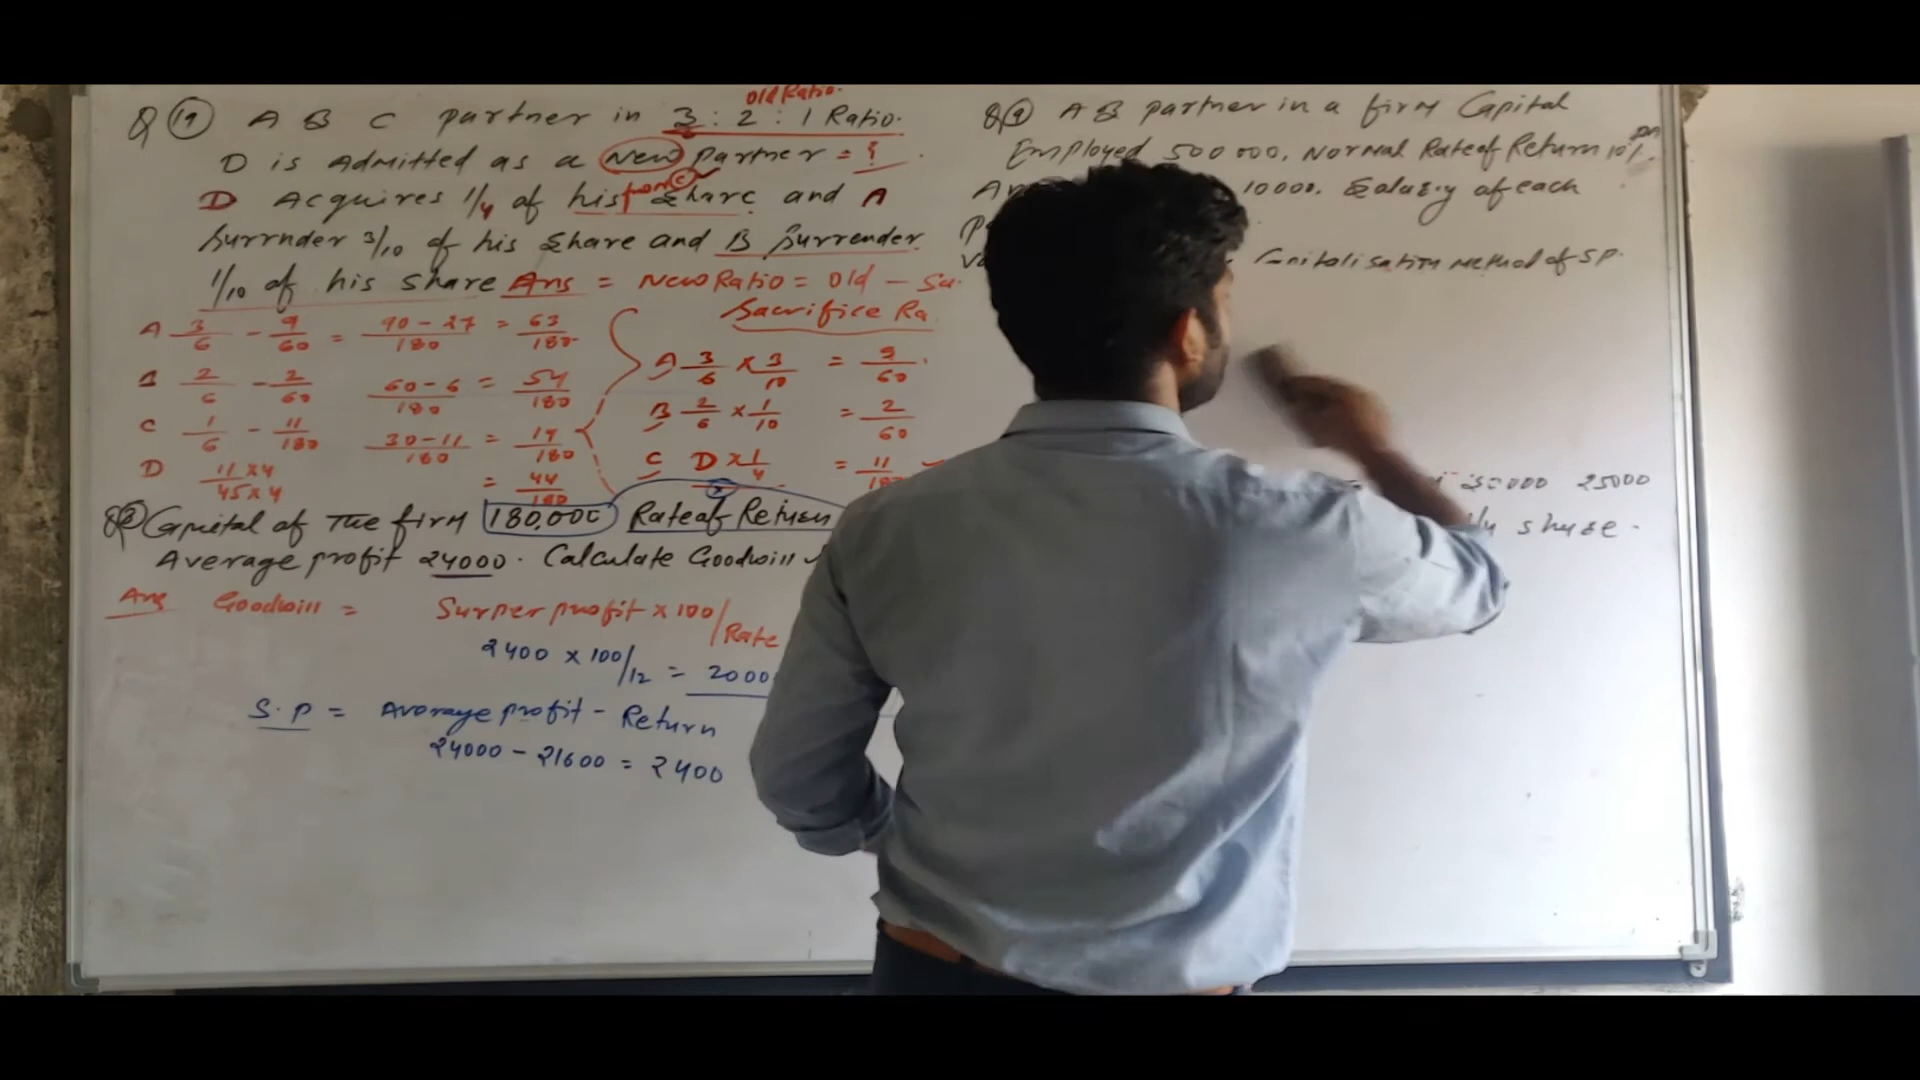 Old Ratio.
Q 19 A B C partner in 3 : 2 : 1 Ratio.
D is Admitted as a New partner = ?
from C
D Acquires 1/4 of his share and A
Surrnder 3/10 of his share and B Surrender
1/10 of his share Ans = New Ratio = Old - Sa
Sacrifice Ra
A 3/6 - 9/60 = 90-27/180 = 63/180
B 2/6 - 2/60 60-6/180 = 54/180
C 1/6 - 11/180 30-11/180 = 19/180
D 11×4/45×4 = 44/180
A 3/6 × 3/10 = 9/60
B 2/6 × 1/10 = 2/60
C D × 1/4 = 11
Capital of The firm 180,000 Rate of Return
Average profit 24000. Calculate Goodwill
Ans Goodwill = Surper profit × 100/Rate
2400 × 100/12 = 2000
S.P = Average profit - Return
24000 - 21600 = 2400
A B partner in a firm Capital
Employed 500000. Normal Rate of Return 10%.
10000. Salary of each
Capitalisation Method of SP.
25000
share.